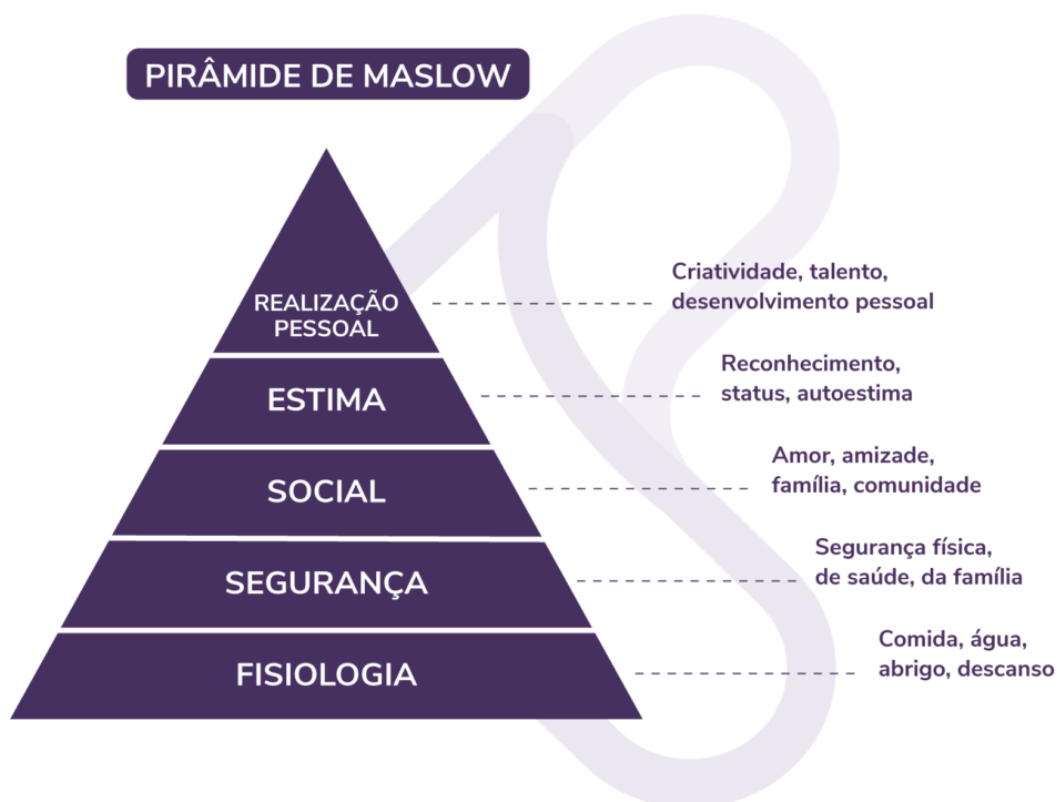 PIRÂMIDE DE MASLOW
REALIZAÇÃO
PESSOAL
Criatividade, talento,
desenvolvimento pessoal
ESTIMA
Reconhecimento,
status, autoestima
SOCIAL
Amor, amizade,
família, comunidade
SEGURANÇA
Segurança física,
de saúde, da família
FISIOLOGIA
Comida, água,
abrigo, descanso